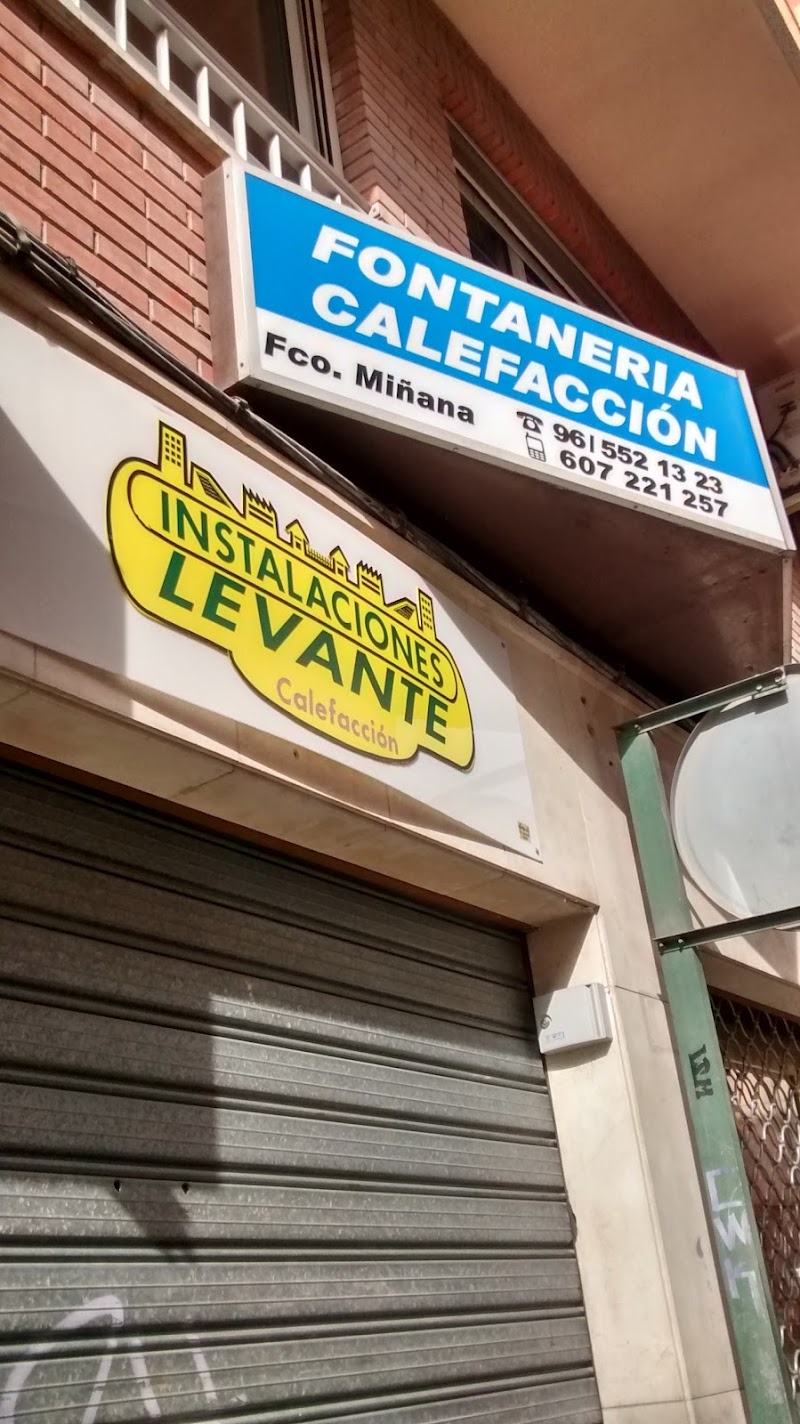 FONTANERIA
CALEFACCIÓN
Fco. Miñana
96| 552 13 23
607 221 257
INSTALACIONES
LEVANTE
Calefacción